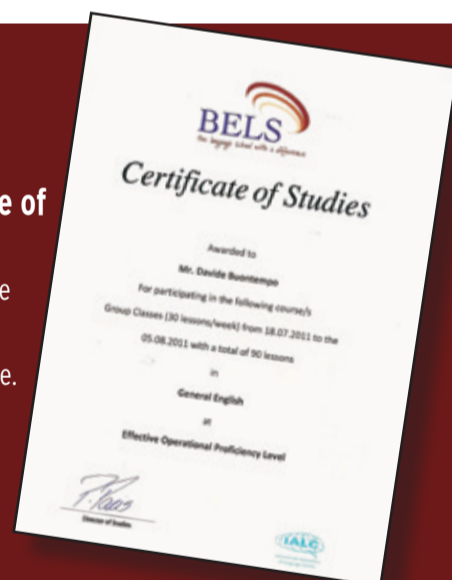 e of
e
e.
BELS
the language school with a difference
Certificate of Studies
Awarded to
Mr. Davide Buontempo
For participating in the following course/s
Group Classes (30 lessons/week) from 18.07.2011 to the
05.08.2011 with a total of 90 lessons
in
General English
at
Effective Operational Proficiency Level
Director of Studies
IALC